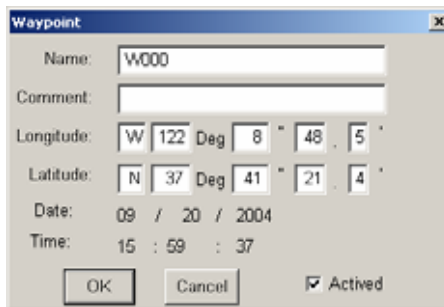 Waypoint
Name: W000
Comment:
Longitude: W 122 Deg 8 " 48 . 5 '
Latitude: N 37 Deg 41 " 21 . 4 '
Date: 09 / 20 / 2004
Time: 15 : 59 : 37
OK Cancel Actived